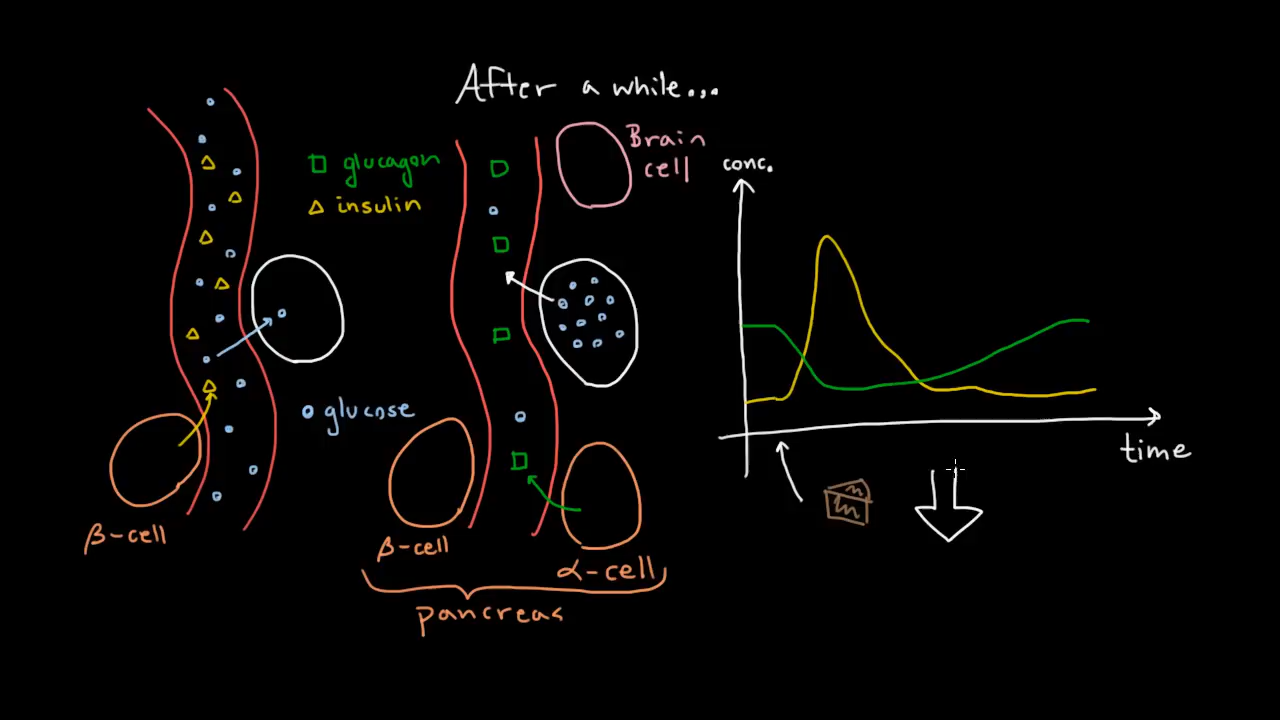 After a while...
glucagon
insulin
Brain
cell
conc.
glucose
time
β-cell
β-cell
α-cell
pancreas